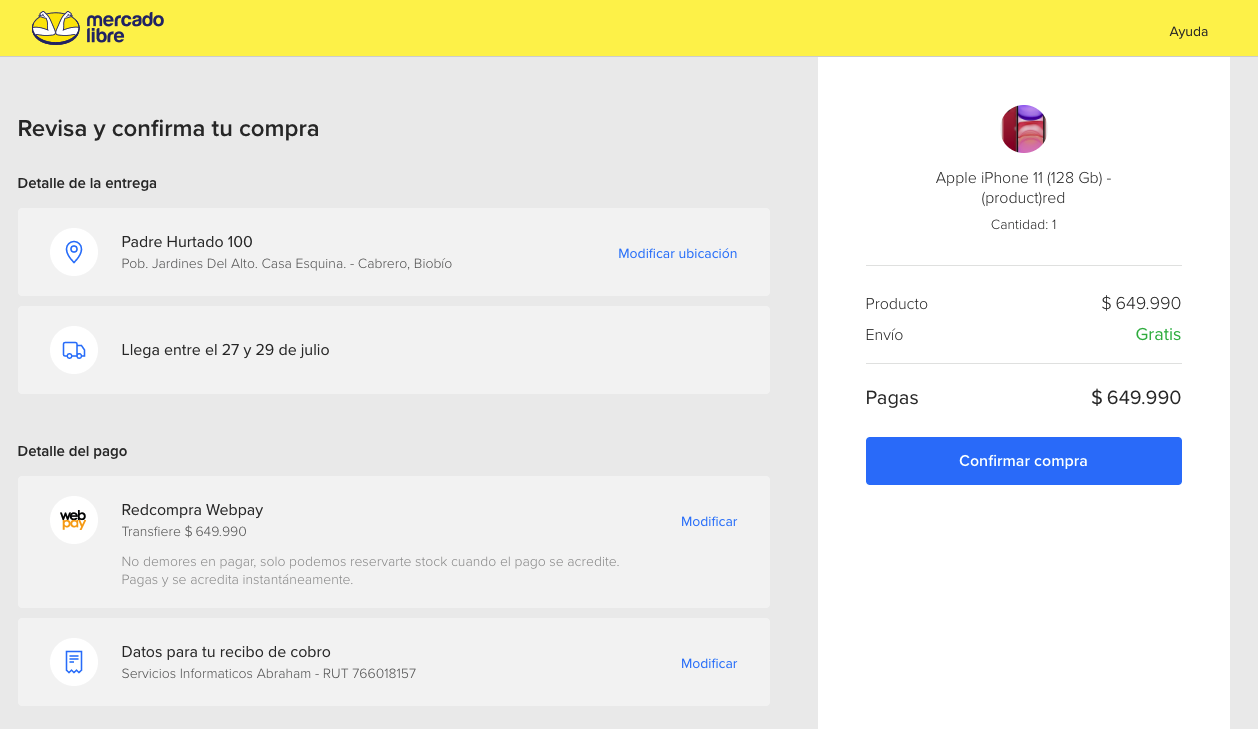 mercado
libre
Ayuda
Revisa y confirma tu compra
Detalle de la entrega
Padre Hurtado 100
Pob. Jardines Del Alto. Casa Esquina. - Cabrero, Biobío
Modificar ubicación
Llega entre el 27 y 29 de julio
Detalle del pago
web
pay
Redcompra Webpay
Transfiere $ 649.990
Modificar
No demores en pagar, solo podemos reservarte stock cuando el pago se acredite.
Pagas y se acredita instantáneamente.
Datos para tu recibo de cobro
Servicios Informaticos Abraham - RUT 766018157
Modificar
Apple iPhone 11 (128 Gb) -
(product)red
Cantidad: 1
Producto $ 649.990
Envío Gratis
Pagas $ 649.990
Confirmar compra